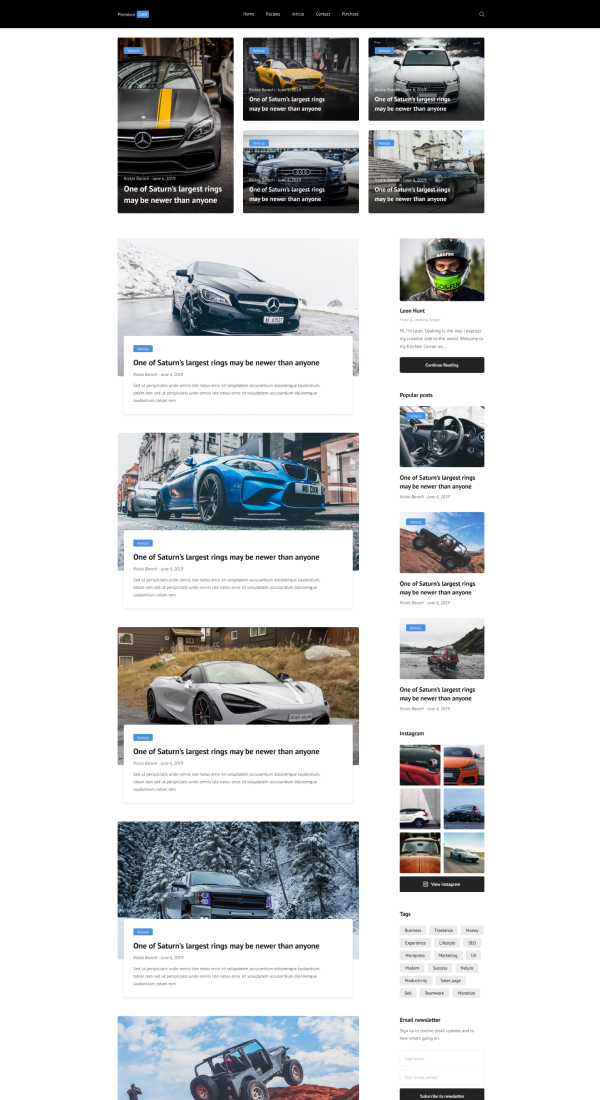 Premium CAR
Home Recipes Article Contact Purchase
Vehicle
Rickie Baroch - June 6, 2019
One of Saturn's largest rings
may be newer than anyone
Vehicle
Rickie Baroch - June 6, 2019
One of Saturn's largest rings
may be newer than anyone
Vehicle
Rickie Baroch - June 6, 2019
One of Saturn's largest rings
may be newer than anyone
Vehicle
Rickie Baroch - June 6, 2019
One of Saturn's largest rings
may be newer than anyone
Vehicle
Rickie Baroch - June 6, 2019
One of Saturn's largest rings
may be newer than anyone
Vehicle
One of Saturn's largest rings may be newer than anyone
Rickie Baroch - June 6, 2019
Sed ut perspiciatis unde omnis iste natus error sit voluptatem accusantium doloremque laudantium,
totam rem sed ut perspiciatis unde omnis iste natus error sit voluptatem accusantium doloremque
laudantium, totam rem
M11 DXN
Vehicle
One of Saturn's largest rings may be newer than anyone
Rickie Baroch - June 6, 2019
Sed ut perspiciatis unde omnis iste natus error sit voluptatem accusantium doloremque laudantium,
totam rem sed ut perspiciatis unde omnis iste natus error sit voluptatem accusantium doloremque
laudantium, totam rem
Vehicle
One of Saturn's largest rings may be newer than anyone
Rickie Baroch - June 6, 2019
Sed ut perspiciatis unde omnis iste natus error sit voluptatem accusantium doloremque laudantium,
totam rem sed ut perspiciatis unde omnis iste natus error sit voluptatem accusantium doloremque
laudantium, totam rem
Vehicle
One of Saturn's largest rings may be newer than anyone
Rickie Baroch - June 6, 2019
Sed ut perspiciatis unde omnis iste natus error sit voluptatem accusantium doloremque laudantium,
totam rem sed ut perspiciatis unde omnis iste natus error sit voluptatem accusantium doloremque
laudantium, totam rem
Leon Hunt
Food & cooking bloger
Hi, I'm Leon. Cooking is the way I express
my creative side to the world. Welcome to
my Kitchen Corner on...
Continue Reading
Popular posts
Vehicle
One of Saturn's largest rings
may be newer than anyone
Rickie Baroch - June 6, 2019
Vehicle
One of Saturn's largest rings
may be newer than anyone
Rickie Baroch - June 6, 2019
Vehicle
One of Saturn's largest rings
may be newer than anyone
Rickie Baroch - June 6, 2019
Instagram
View Instagram
Tags
Business Freelance Money
Experience Lifestyle SEO
Wordpress Marketing UX
Modern Success Nature
Productivity Sales page
Sell Teamwork Monetize
Email newsletter
Sign up to receive email updates and to
hear what's going on.
Your name
Your email adress
Subscribe to newsletter